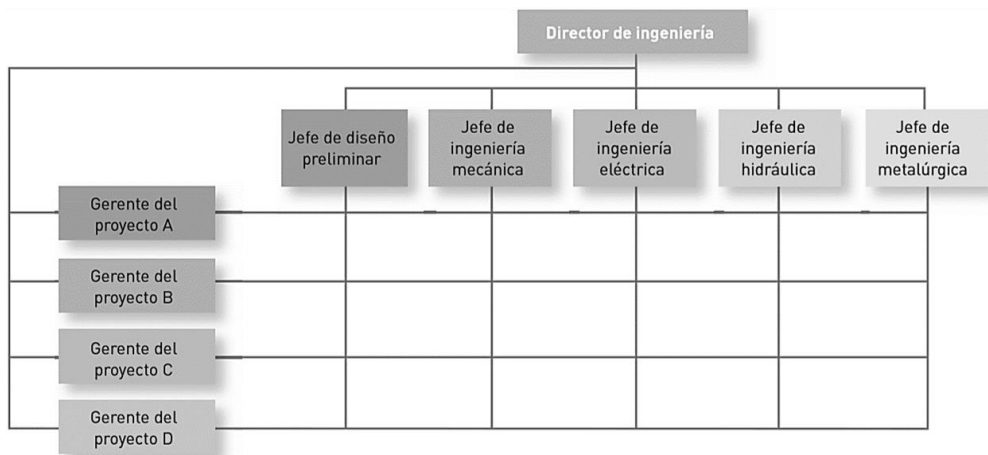 Director de ingeniería
Jefe de diseño
preliminar
Jefe de
ingeniería
mecánica
Jefe de
ingeniería
eléctrica
Jefe de
ingeniería
hidráulica
Jefe de
ingeniería
metalúrgica
Gerente del
proyecto A
Gerente del
proyecto B
Gerente del
proyecto C
Gerente del
proyecto D